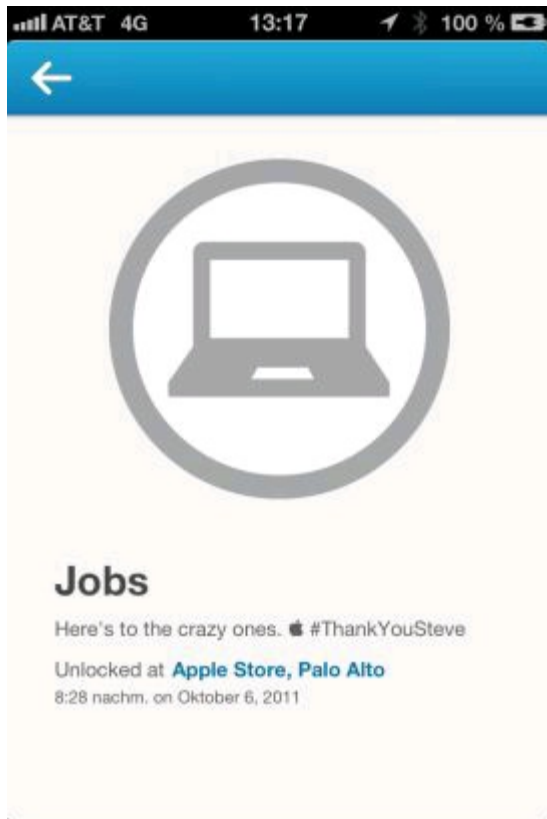 AT&T 4G 13:17 100 %
Jobs
Here's to the crazy ones.  #ThankYouSteve
Unlocked at Apple Store, Palo Alto
8:28 nachm. on Oktober 6, 2011